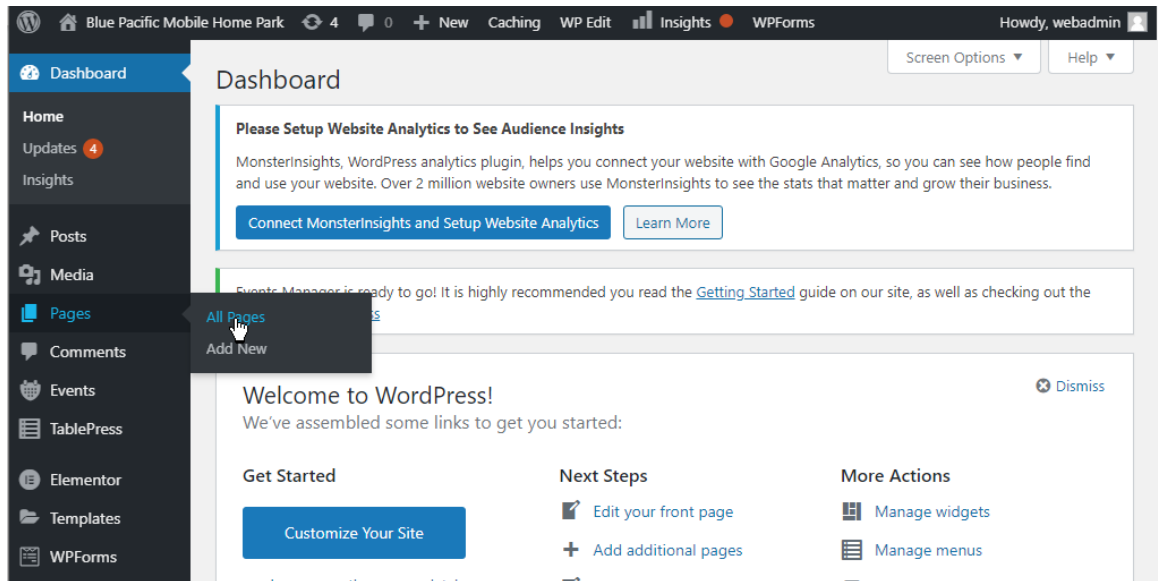 Blue Pacific Mobile Home Park 4 0 + New Caching WP Edit Insights WPForms Howdy, webadmin
Screen Options ▼ Help ▼
Dashboard
Home
Updates 4
Insights
Posts
Media
Pages
Comments
Events
TablePress
Elementor
Templates
WPForms
All Pages
Add New
Dashboard
Please Setup Website Analytics to See Audience Insights
MonsterInsights, WordPress analytics plugin, helps you connect your website with Google Analytics, so you can see how people find
and use your website. Over 2 million website owners use MonsterInsights to see the stats that matter and grow their business.
Connect MonsterInsights and Setup Website Analytics Learn More
Events Manager is ready to go! It is highly recommended you read the Getting Started guide on our site, as well as checking out the
Welcome to WordPress! Dismiss
We've assembled some links to get you started:
Get Started
Customize Your Site
Next Steps
Edit your front page
Add additional pages
More Actions
Manage widgets
Manage menus